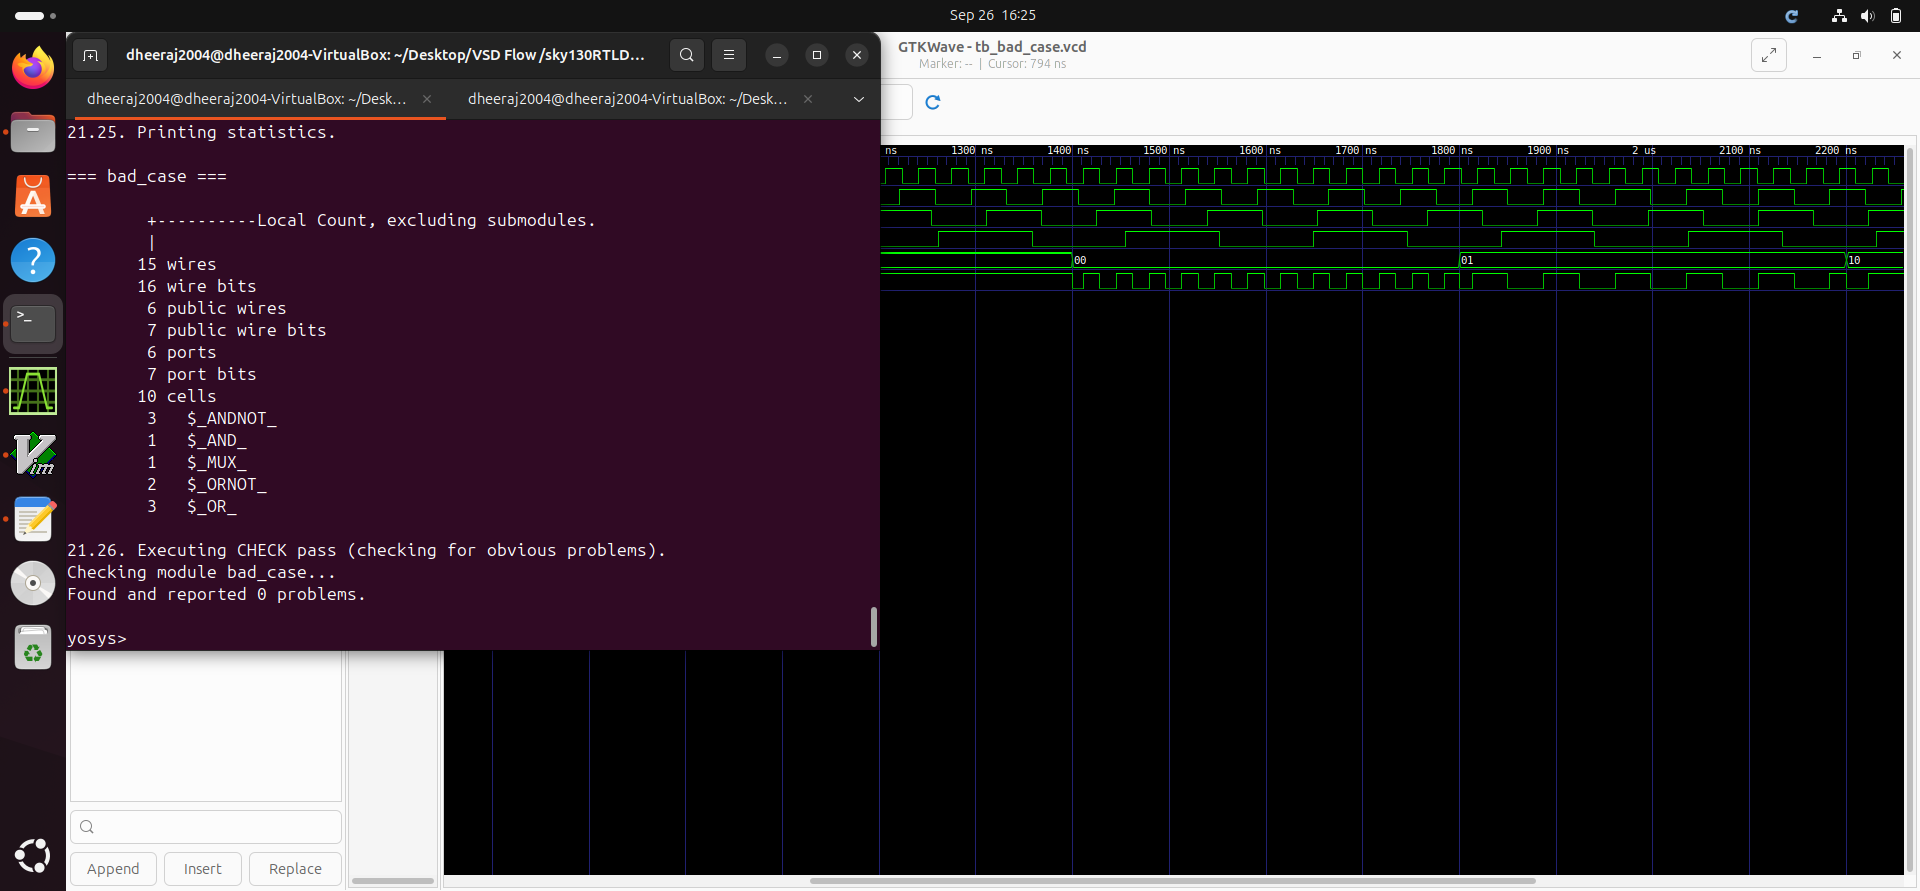 Sep 26 16:25
dheeraj2004@dheeraj2004-VirtualBox: ~/Desktop/VSD Flow /sky130RTLD...
dheeraj2004@dheeraj2004-VirtualBox: ~/Desk...
dheeraj2004@dheeraj2004-VirtualBox: ~/Desk...
21.25. Printing statistics.
=== bad_case ===
+----------Local Count, excluding submodules.
|
15 wires
16 wire bits
6 public wires
7 public wire bits
6 ports
7 port bits
10 cells
3 $_ANDNOT_
1 $_AND_
1 $_MUX_
2 $_ORNOT_
3 $_OR_
21.26. Executing CHECK pass (checking for obvious problems).
Checking module bad_case...
Found and reported 0 problems.
yosys>
GTKWave - tb_bad_case.vcd
Marker: -- | Cursor: 794 ns
ns 1300 ns 1400 ns 1500 ns 1600 ns 1700 ns 1800 ns 1900 ns 2 us 2100 ns 2200 ns
00 01 10
Append Insert Replace
>_
?
Vim